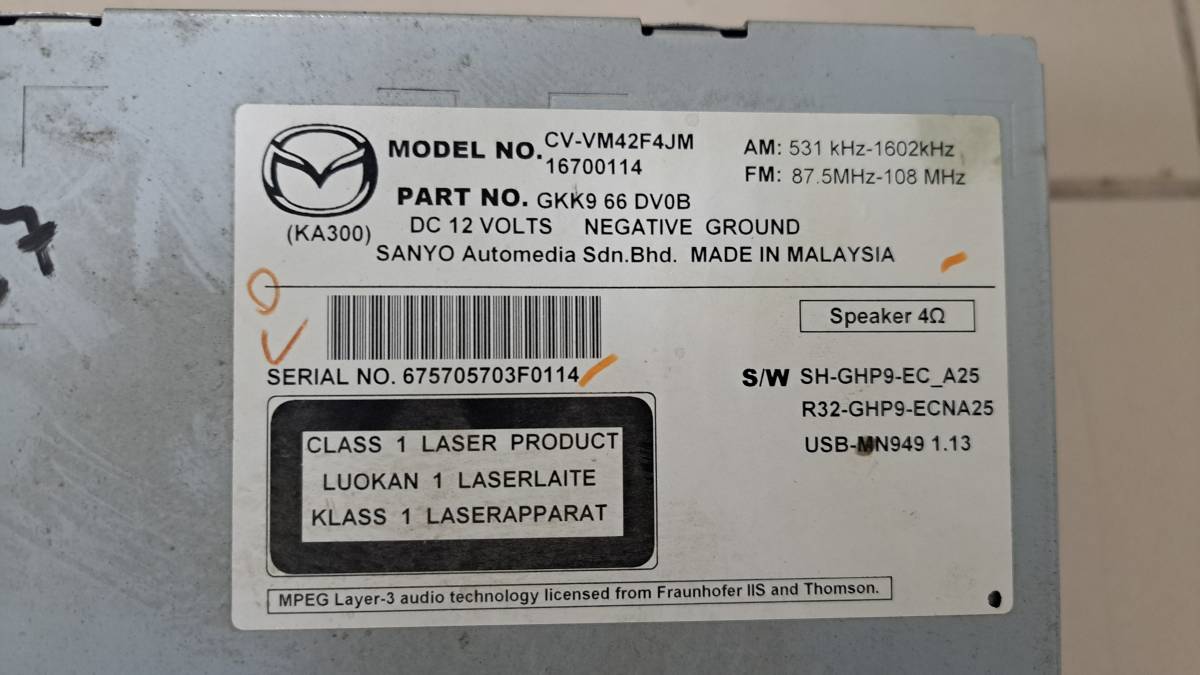 MODEL NO. CV-VM42F4JM
16700114
PART NO. GKK9 66 DV0B
(KA300)
DC 12 VOLTS NEGATIVE GROUND
SANYO Automedia Sdn.Bhd. MADE IN MALAYSIA
AM: 531 kHz-1602kHz
FM: 87.5MHz-108 MHz
SERIAL NO. 675705703F0114
Speaker 4Ω
S/W SH-GHP9-EC_A25
R32-GHP9-ECNA25
USB-MN949 1.13
CLASS 1 LASER PRODUCT
LUOKAN 1 LASERLAITE
KLASS 1 LASERAPPARAT
MPEG Layer-3 audio technology licensed from Fraunhofer IIS and Thomson.